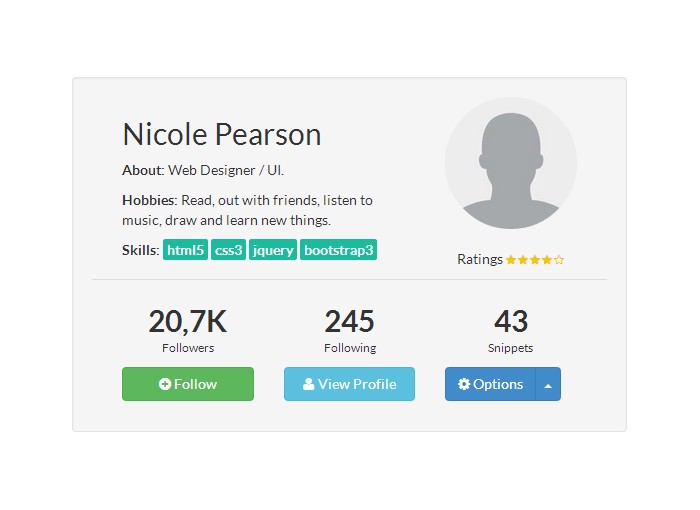 Nicole Pearson
About: Web Designer / UI.
Hobbies: Read, out with friends, listen to
music, draw and learn new things.
Skills: html5 css3 jquery bootstrap3
Ratings
20,7K 245 43
Followers Following Snippets
Follow View Profile Options